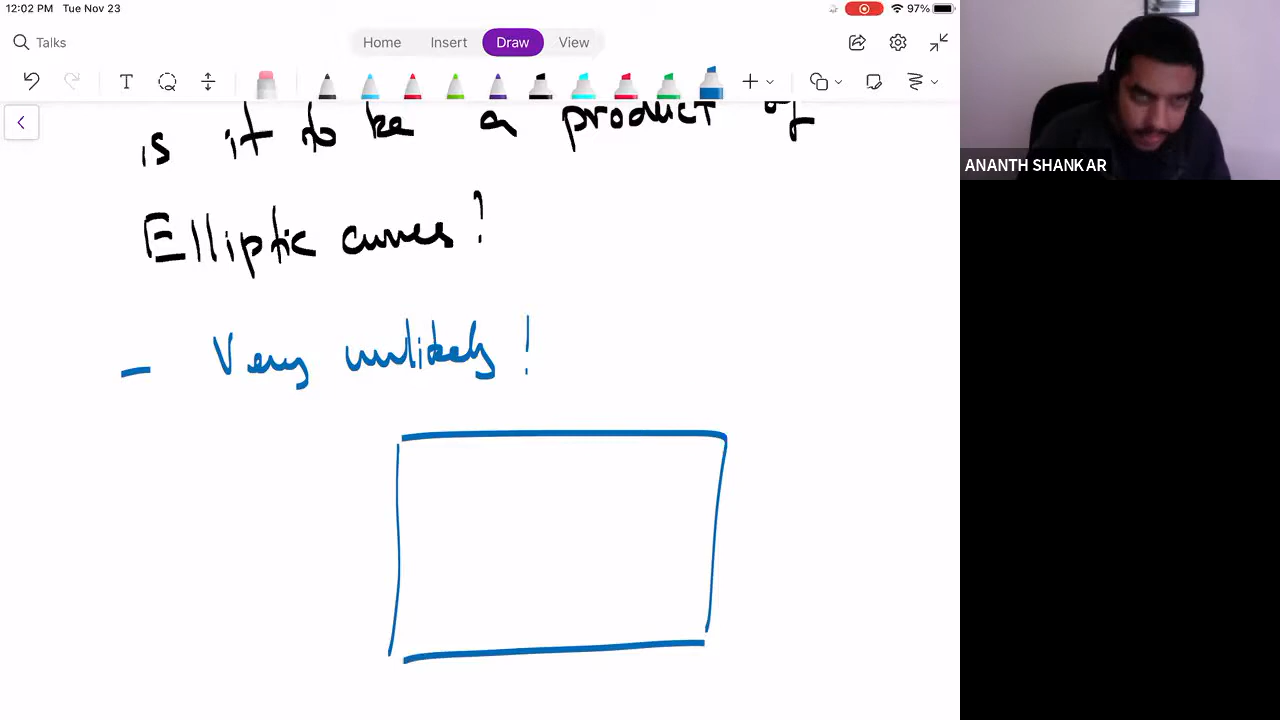 12:02 PM Tue Nov 23
97%
Talks
Home Insert Draw View
T
is it to be a product of
Elliptic curves?
ANANTH SHANKAR
- Very unlikely!